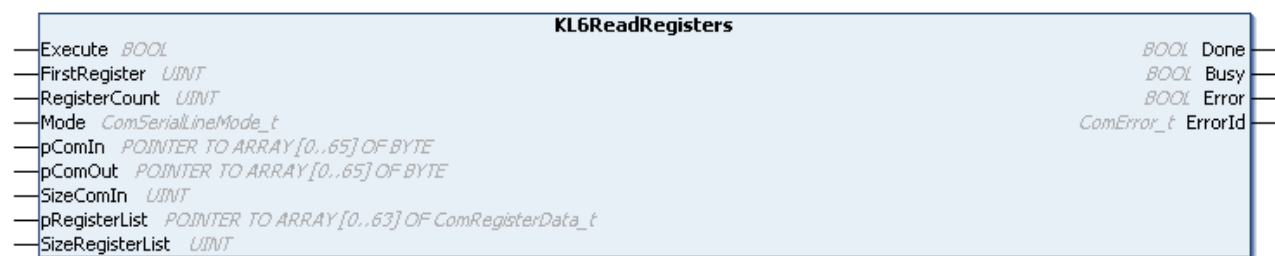 KL6ReadRegisters
Execute BOOL BOOL Done
FirstRegister UINT BOOL Busy
RegisterCount UINT BOOL Error
Mode ComSerialLineMode_t ComError_t ErrorId
pComIn POINTER TO ARRAY [0..65] OF BYTE
pComOut POINTER TO ARRAY [0..65] OF BYTE
SizeComIn UINT
pRegisterList POINTER TO ARRAY [0..63] OF ComRegisterData_t
SizeRegisterList UINT